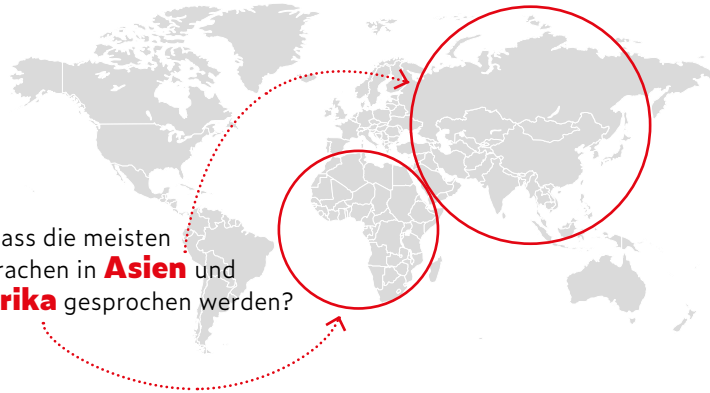 ass die meisten
rachen in Asien und
rika gesprochen werden?